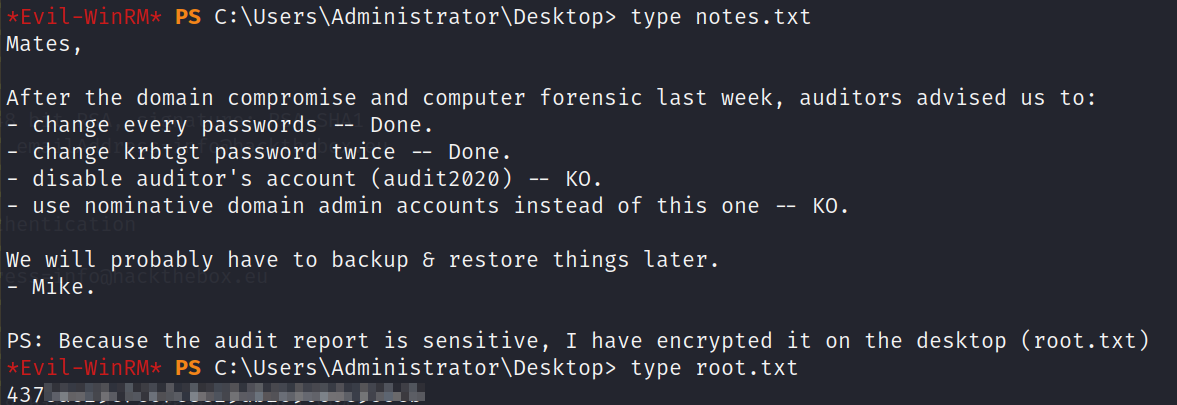 *Evil-WinRM* PS C:\Users\Administrator\Desktop> type notes.txt
Mates,
After the domain compromise and computer forensic last week, auditors advised us to:
- change every passwords -- Done.
- change krbtgt password twice -- Done.
- disable auditor's account (audit2020) -- KO.
- use nominative domain admin accounts instead of this one -- KO.
We will probably have to backup & restore things later.
- Mike.
PS: Because the audit report is sensitive, I have encrypted it on the desktop (root.txt)
*Evil-WinRM* PS C:\Users\Administrator\Desktop> type root.txt